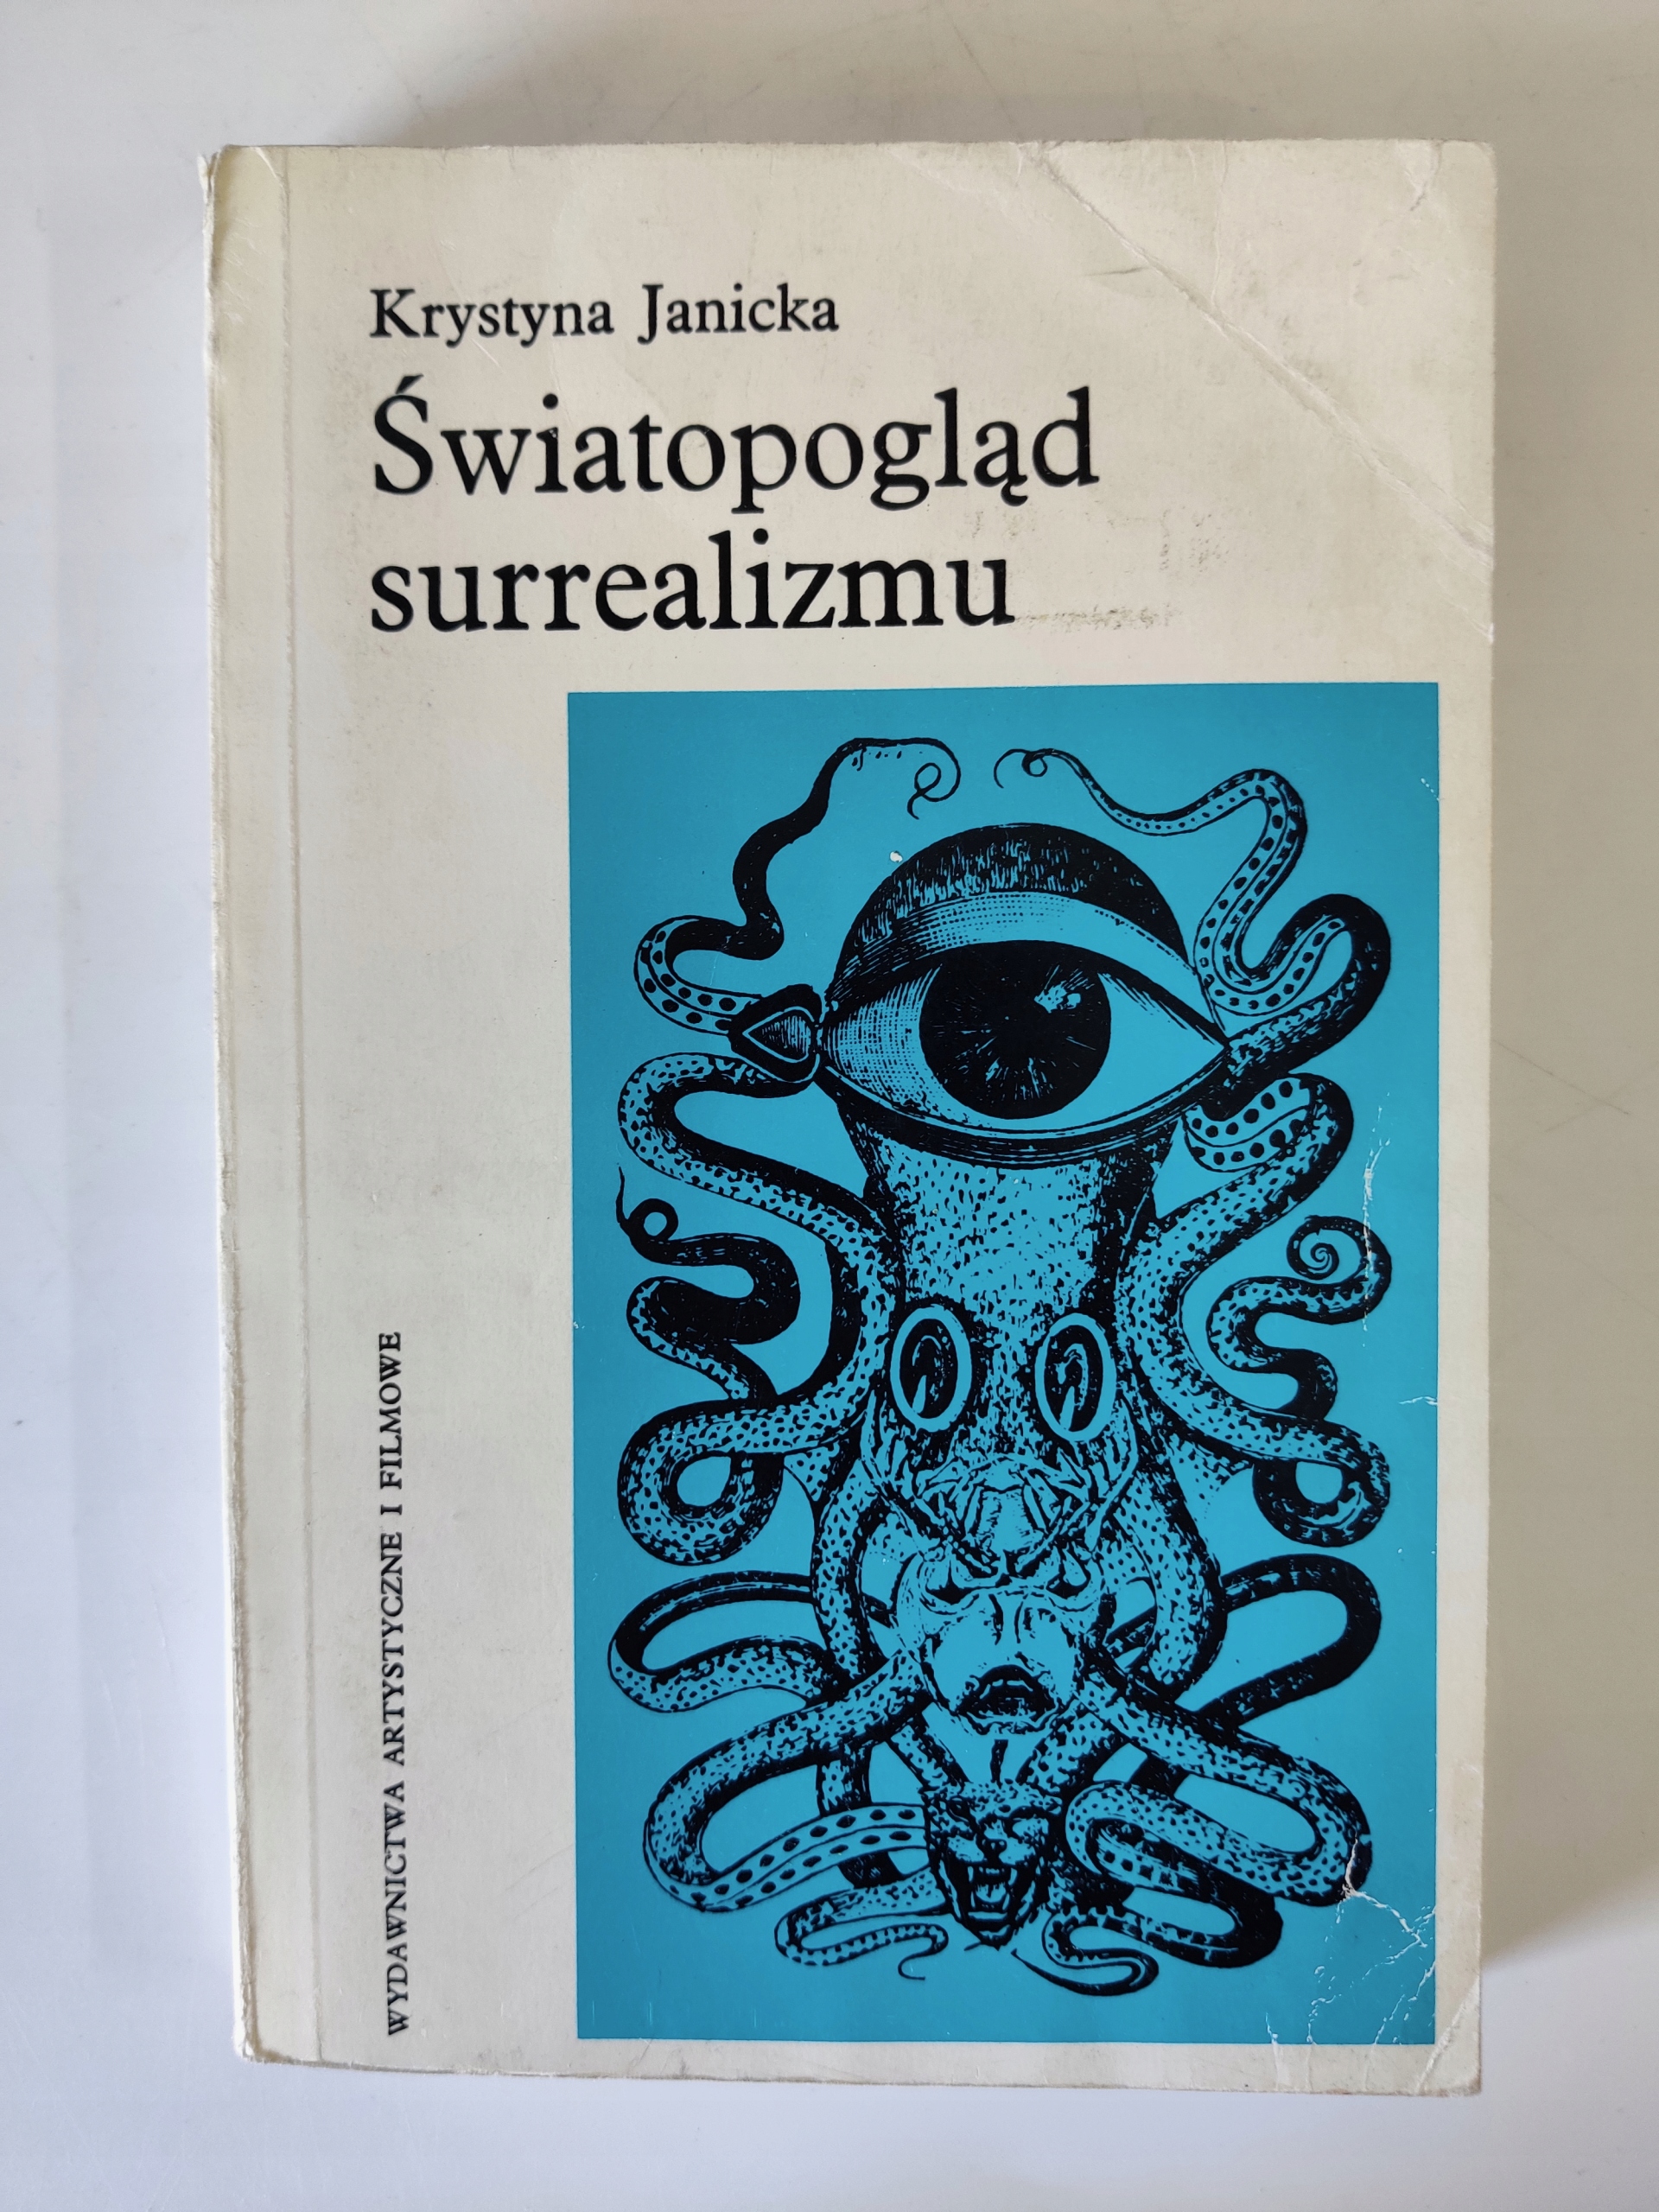 Krystyna Janicka
Światopogląd
surrealizmu
WYDAWNICTWA ARTYSTYCZNE I FILMOWE